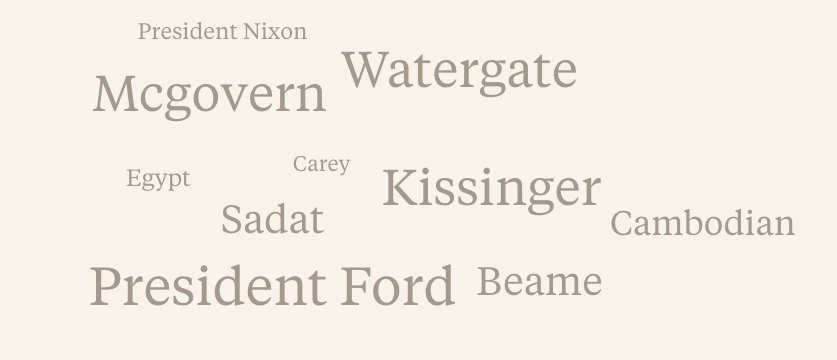 President Nixon
Mcgovern Watergate
Egypt Carey Kissinger
Sadat Cambodian
President Ford Beame